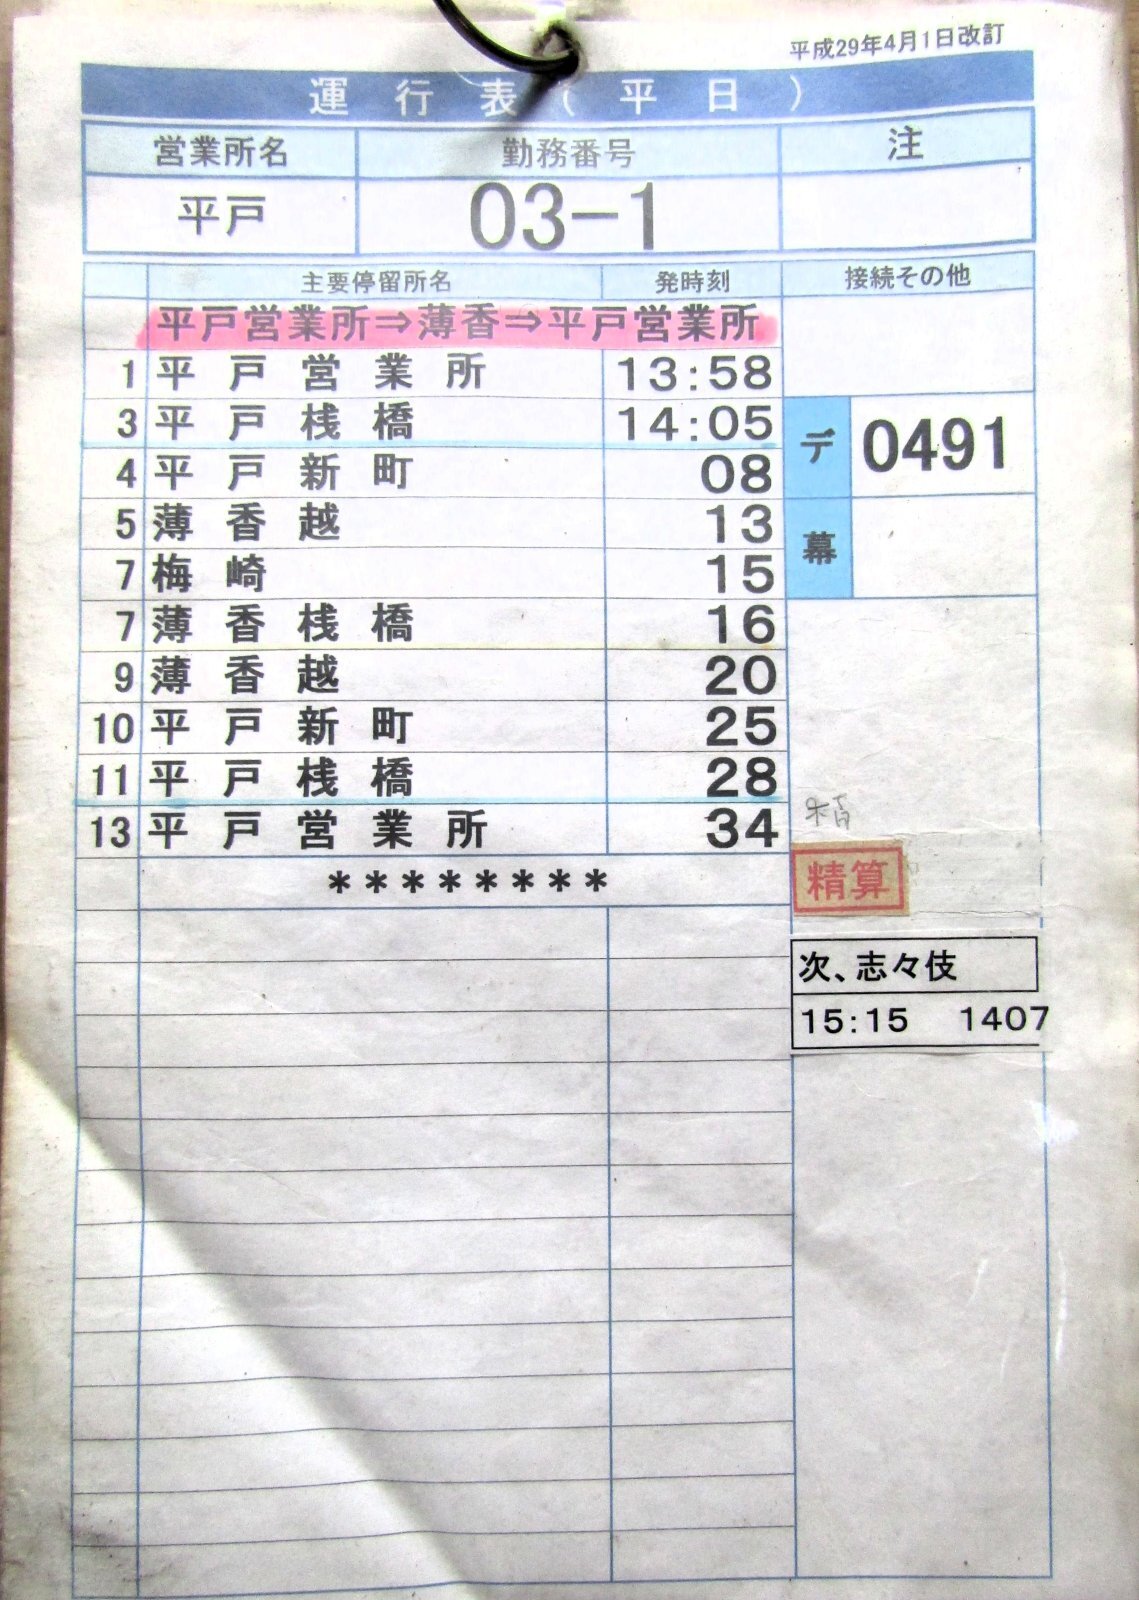 平成29年4月1日改訂
運行表(平日)
営業所名 勤務番号 注
平戸 03-1
主要停留所名 発時刻 接続その他
平戸営業所⇒薄香⇒平戸営業所
1 平戸営業所 13:58
3 平戸桟橋 14:05
デ 0491
4 平戸新町 08
5 薄香越 13
幕
7 梅崎 15
7 薄香桟橋 16
9 薄香越 20
10 平戸新町 25
11 平戸桟橋 28
13 平戸営業所 34
********
精算
次、志々伎
15:15 1407